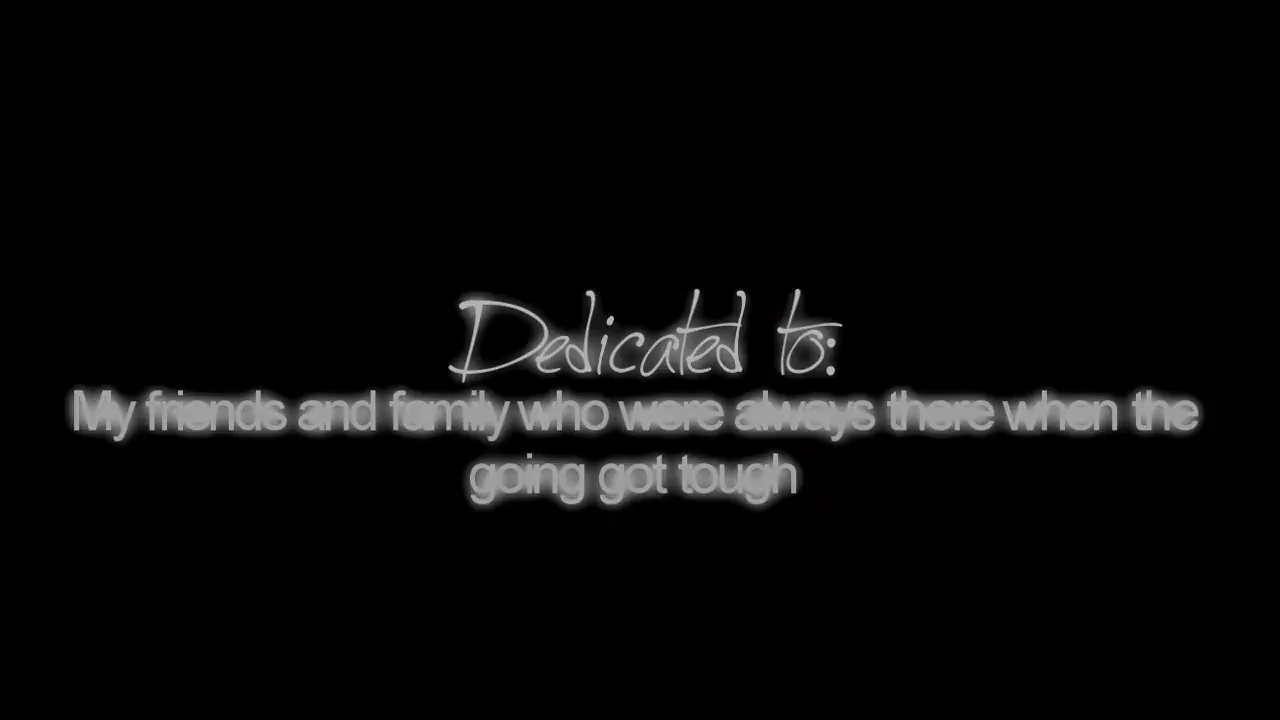 Dedicated to:
My friends and family who were always there when the
going got tough